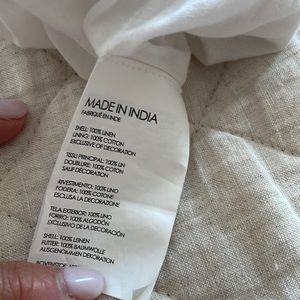 MADE IN INDIA
FABRIQUÉ EN INDE
SHELL: 100% LINEN
LINING: 100% COTTON
EXCLUSIVE OF DECORATION
TISSU PRINCIPAL: 100% LIN
DOUBLURE: 100% COTON
SAUF DÉCORATION
RIVESTIMENTO: 100% LINO
FODERA: 100% COTONE
ESCLUSA LA DECORAZIONE
TELA EXTERIOR: 100% LINO
FORRO: 100% ALGODÓN
EXCLUSIVO DE LA DECORACIÓN
SHELL: 100% LEINEN
FUTTER: 100% BAUMWOLLE
AUSGENOMMEN DEKORATION